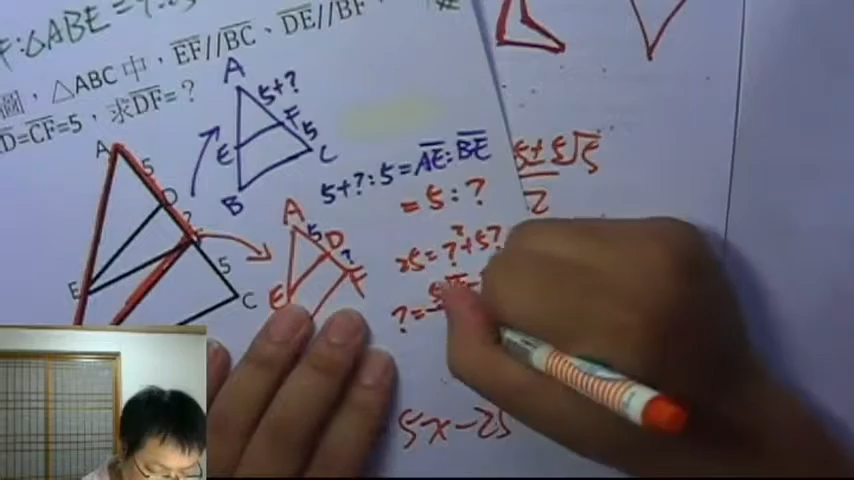 F:△ABE=?
圖，△ABC中，EF//BC、DE//BF，
D=CF=5，求DF=？
A
5
D
?
F
5
E
C
A
5+?
F
5
E
C
B
5+?:5=AE:BE
=5:?
A
5
D
?
F
E
25=?²+5?
?=
5±5√5
2
5x-25